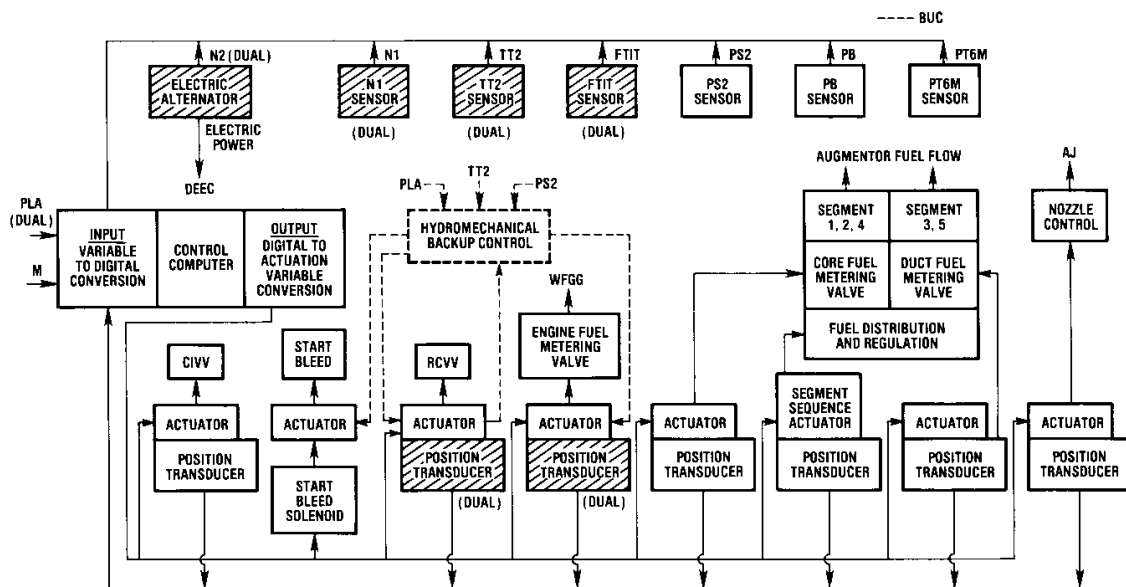 BUC
N2 (DUAL)
N1
TT2
FTIT
PS2
PB
PT6M
ELECTRIC
ALTERNATOR
N1
SENSOR
TT2
SENSOR
FTIT
SENSOR
PS2
SENSOR
PB
SENSOR
PT6M
SENSOR
(DUAL)
(DUAL)
(DUAL)
ELECTRIC
POWER
DEEC
AUGMENTOR FUEL FLOW
AJ
PLA
TT2
PS2
PLA
(DUAL)
M
INPUT
VARIABLE
TO DIGITAL
CONVERSION
CONTROL
COMPUTER
OUTPUT
DIGITAL TO
ACTUATION
VARIABLE
CONVERSION
HYDROMECHANICAL
BACKUP CONTROL
SEGMENT
1, 2, 4
SEGMENT
3, 5
NOZZLE
CONTROL
CORE FUEL
METERING
VALVE
DUCT FUEL
METERING
VALVE
FUEL DISTRIBUTION
AND REGULATION
WFGG
CIVV
START
BLEED
RCVV
ENGINE FUEL
METERING
VALVE
ACTUATOR
ACTUATOR
ACTUATOR
ACTUATOR
ACTUATOR
SEGMENT
SEQUENCE
ACTUATOR
ACTUATOR
ACTUATOR
POSITION
TRANSDUCER
START
BLEED
SOLENOID
POSITION
TRANSDUCER
(DUAL)
POSITION
TRANSDUCER
(DUAL)
POSITION
TRANSDUCER
POSITION
TRANSDUCER
POSITION
TRANSDUCER
POSITION
TRANSDUCER